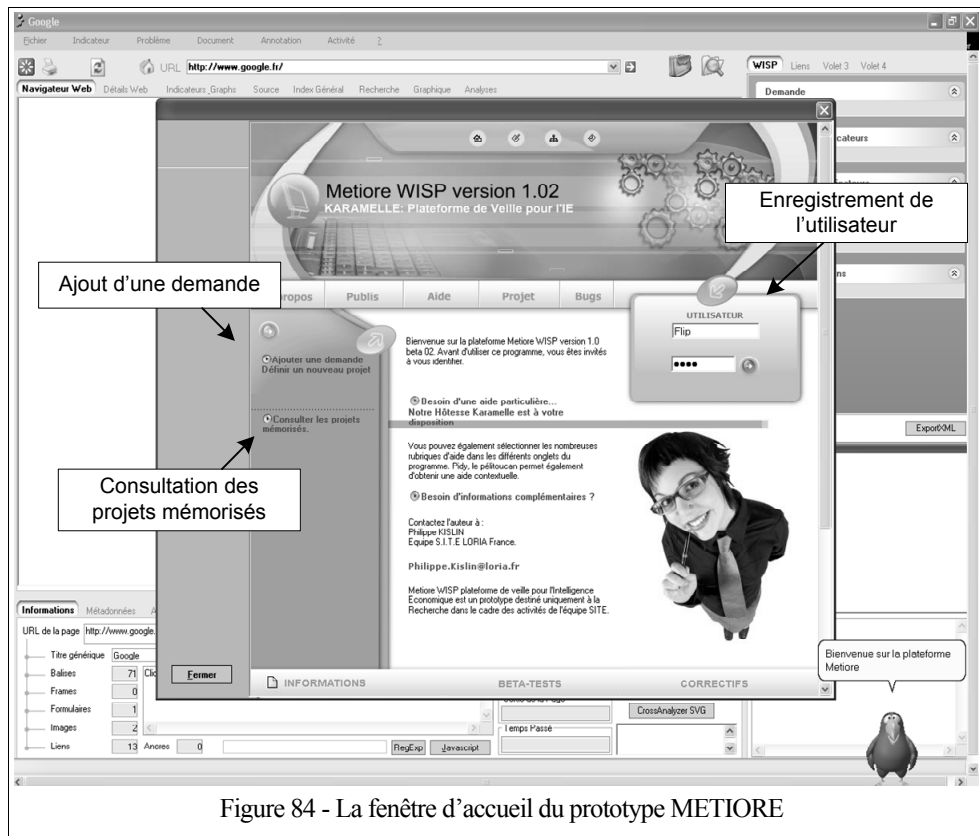 Google
Fichier Indicateur Problème Document Annotation Activité ?
URL http://www.google.fr/
WISP Liens Volet 3 Volet 4
Navigateur Web Détails Web Indicateurs_Graphs Source Index Général Recherche Graphique Analyses
Demande
cateurs
Metiore WISP version 1.02
KARAMELLE: Plateforme de Veille pour l'IE
Enregistrement de
l'utilisateur
Ajout d'une demande
ns
propos Publis Aide Projet Bugs
UTILISATEUR
Flip
Bienvenue sur la plateforme Metiore WISP version 1.0
beta 02. Avant d'utiliser ce programme, vous êtes invités
à vous identifier.
Ajouter une demande
Définir un nouveau projet
Besoin d'une aide particulière...
Notre Hôtesse Karamelle est à votre
disposition
Consulter les projets
mémorisés.
ExportXML
Vous pouvez également sélectionner les nombreuses
rubriques d'aide dans les différents onglets du
programme. Pidy, le pélitoucan permet également
d'obtenir une aide contextuelle.
Consultation des
projets mémorisés
Besoin d'informations complémentaires ?
Contactez l'auteur à :
Philippe KISLIN
Equipe S.I.T.E LORIA France.
Philippe.Kislin@loria.fr
Metiore WISP plateforme de veille pour l'Intelligence
Economique est un prototype destiné uniquement à la
Recherche dans le cadre des activités de l'équipe SITE.
Informations Métadonnées A
URL de la page http://www.google.
Titre générique Google
Balises 71 Clic
Frames 0
Formulaires 1
Images 2
Liens 13 Ancres 0
Fermer
INFORMATIONS BETA-TESTS CORRECTIFS
Bienvenue sur la plateforme
Metiore
CrossAnalyzer SVG
Temps Passé
RegExp Javascript
Figure 84 - La fenêtre d'accueil du prototype METIORE